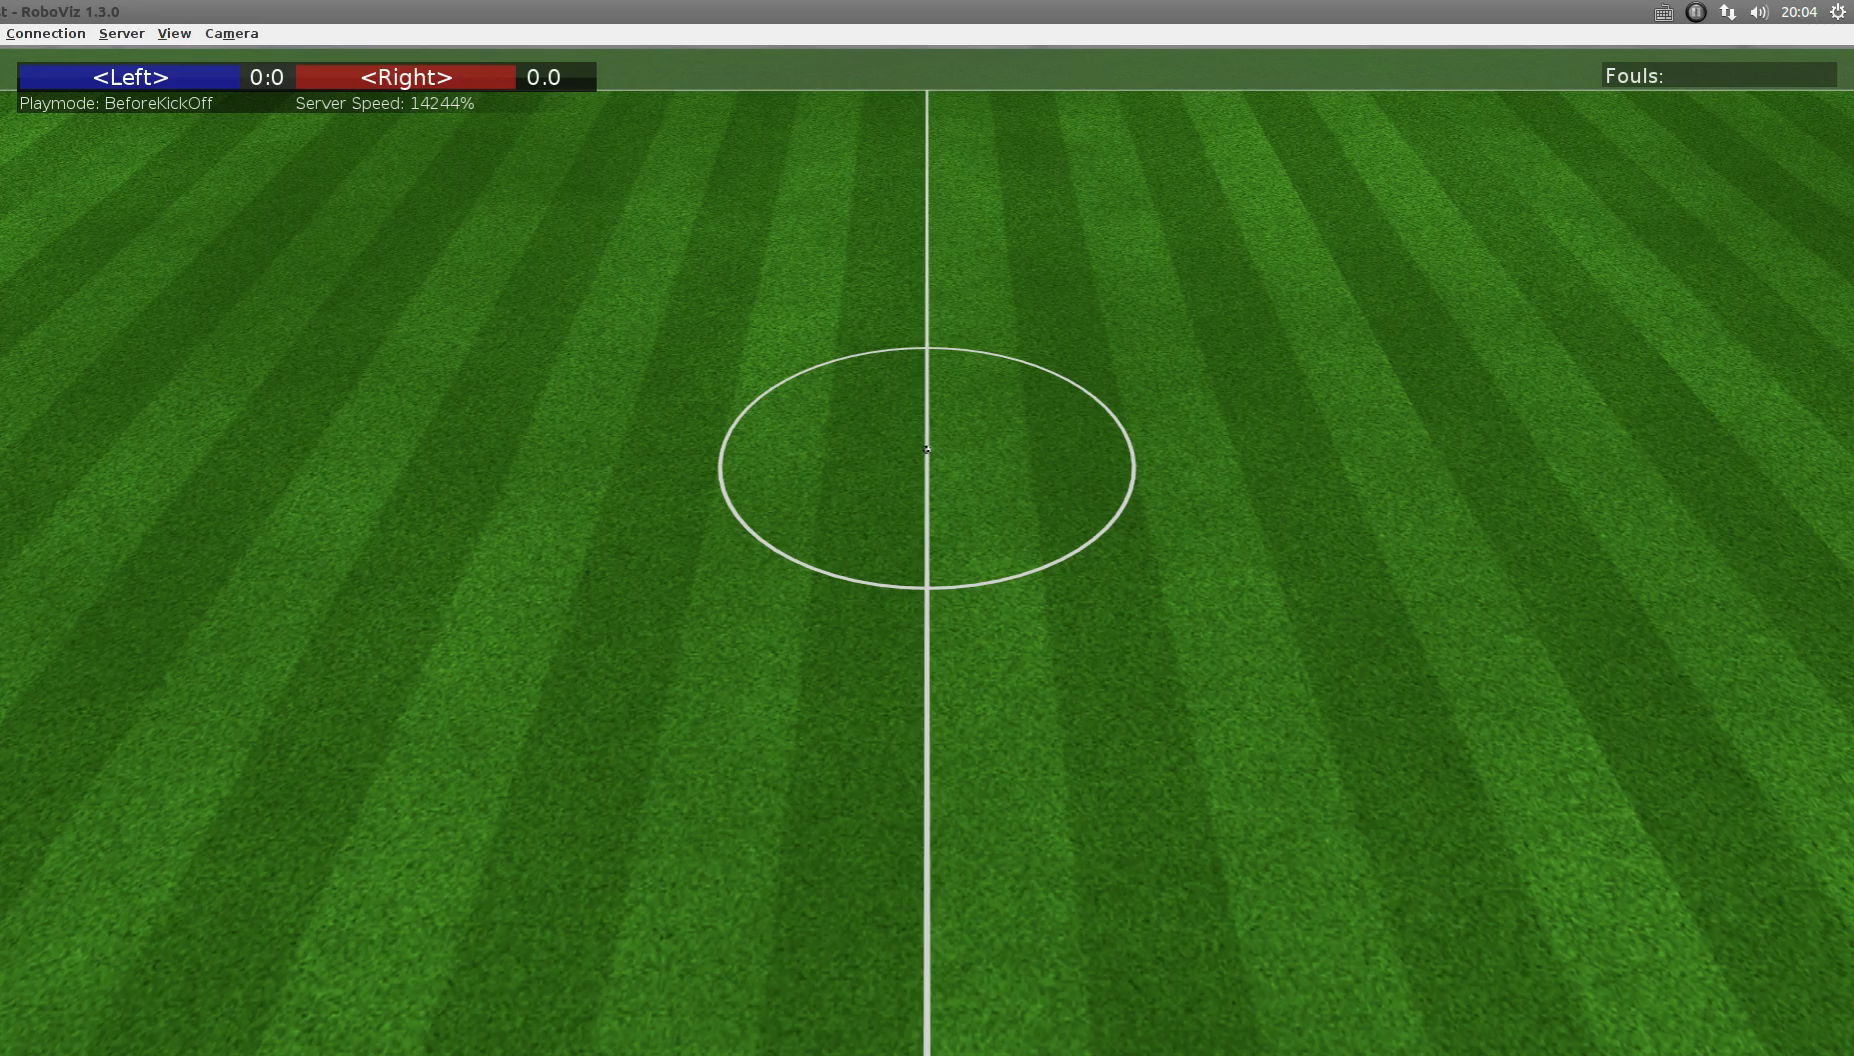 t - RoboViz 1.3.0 20:04
Connection Server View Camera
<Left> 0:0 <Right> 0.0 Fouls:
Playmode: BeforeKickOff Server Speed: 14244%